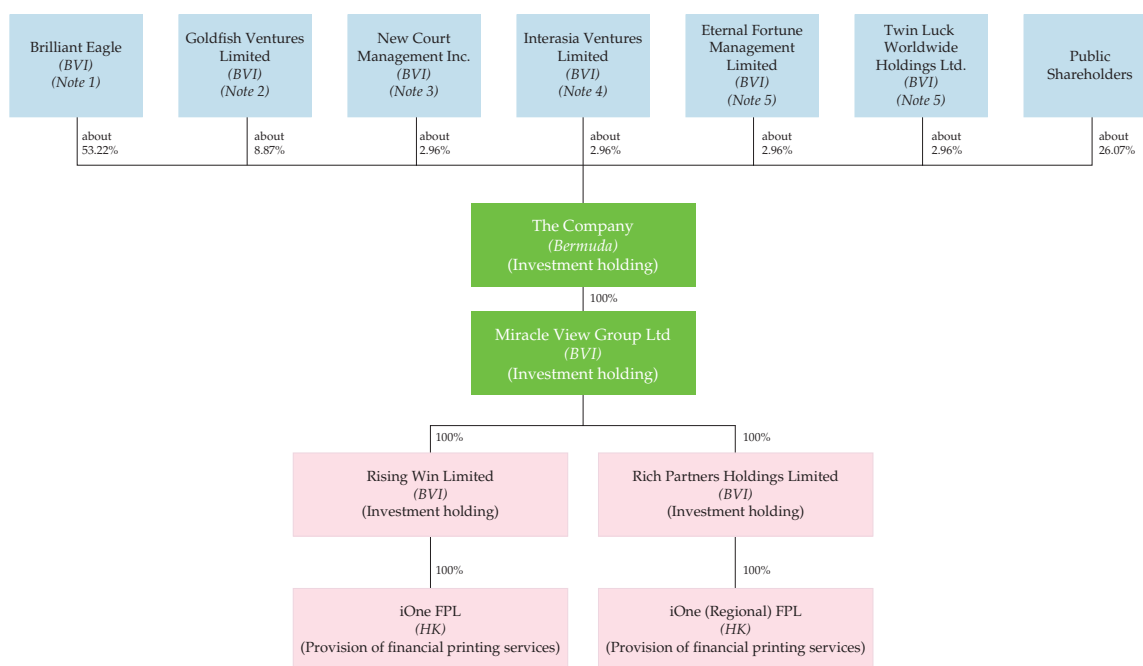 Brilliant Eagle
(BVI)
(Note 1)
Goldfish Ventures
Limited
(BVI)
(Note 2)
New Court
Management Inc.
(BVI)
(Note 3)
Interasia Ventures
Limited
(BVI)
(Note 4)
Eternal Fortune
Management
Limited
(BVI)
(Note 5)
Twin Luck
Worldwide
Holdings Ltd.
(BVI)
(Note 5)
Public
Shareholders
about
53.22%
about
8.87%
about
2.96%
about
2.96%
about
2.96%
about
2.96%
about
26.07%
The Company
(Bermuda)
(Investment holding)
100%
Miracle View Group Ltd
(BVI)
(Investment holding)
100%
100%
Rising Win Limited
(BVI)
(Investment holding)
Rich Partners Holdings Limited
(BVI)
(Investment holding)
100%
100%
iOne FPL
(HK)
(Provision of financial printing services)
iOne (Regional) FPL
(HK)
(Provision of financial printing services)